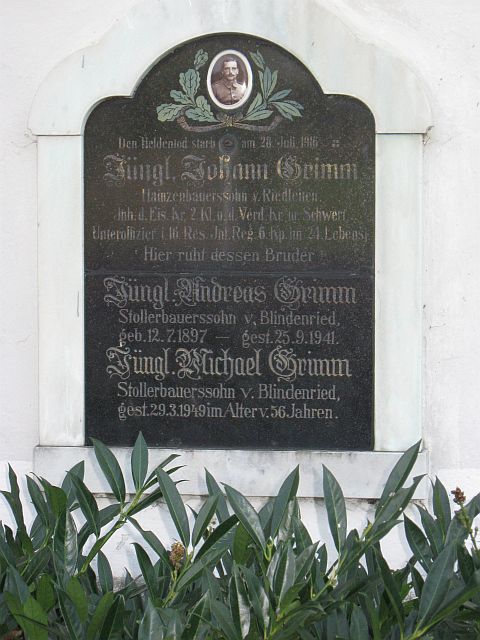 Den Heldentod starb am 28. Juli 1916
Jüngl. Johann Grimm
Hainzenbauerssohn v. Riedlenen.
Inh. d. Eis. Kr. 2. Kl. u. d. Verd. Kr. m. Schwert
Unteroffizier i. 16. Res. Inf. Reg. 6. Kp. im 24. Lebensj.
Hier ruht dessen Bruder
Jüngl. Andreas Grimm
Stollerbauerssohn v. Blindenried,
geb. 12.7.1897 – gest. 25.9.1941.
Jüngl. Michael Grimm
Stollerbauerssohn v. Blindenried,
gest. 29.3.1949 im Alter v. 56 Jahren.